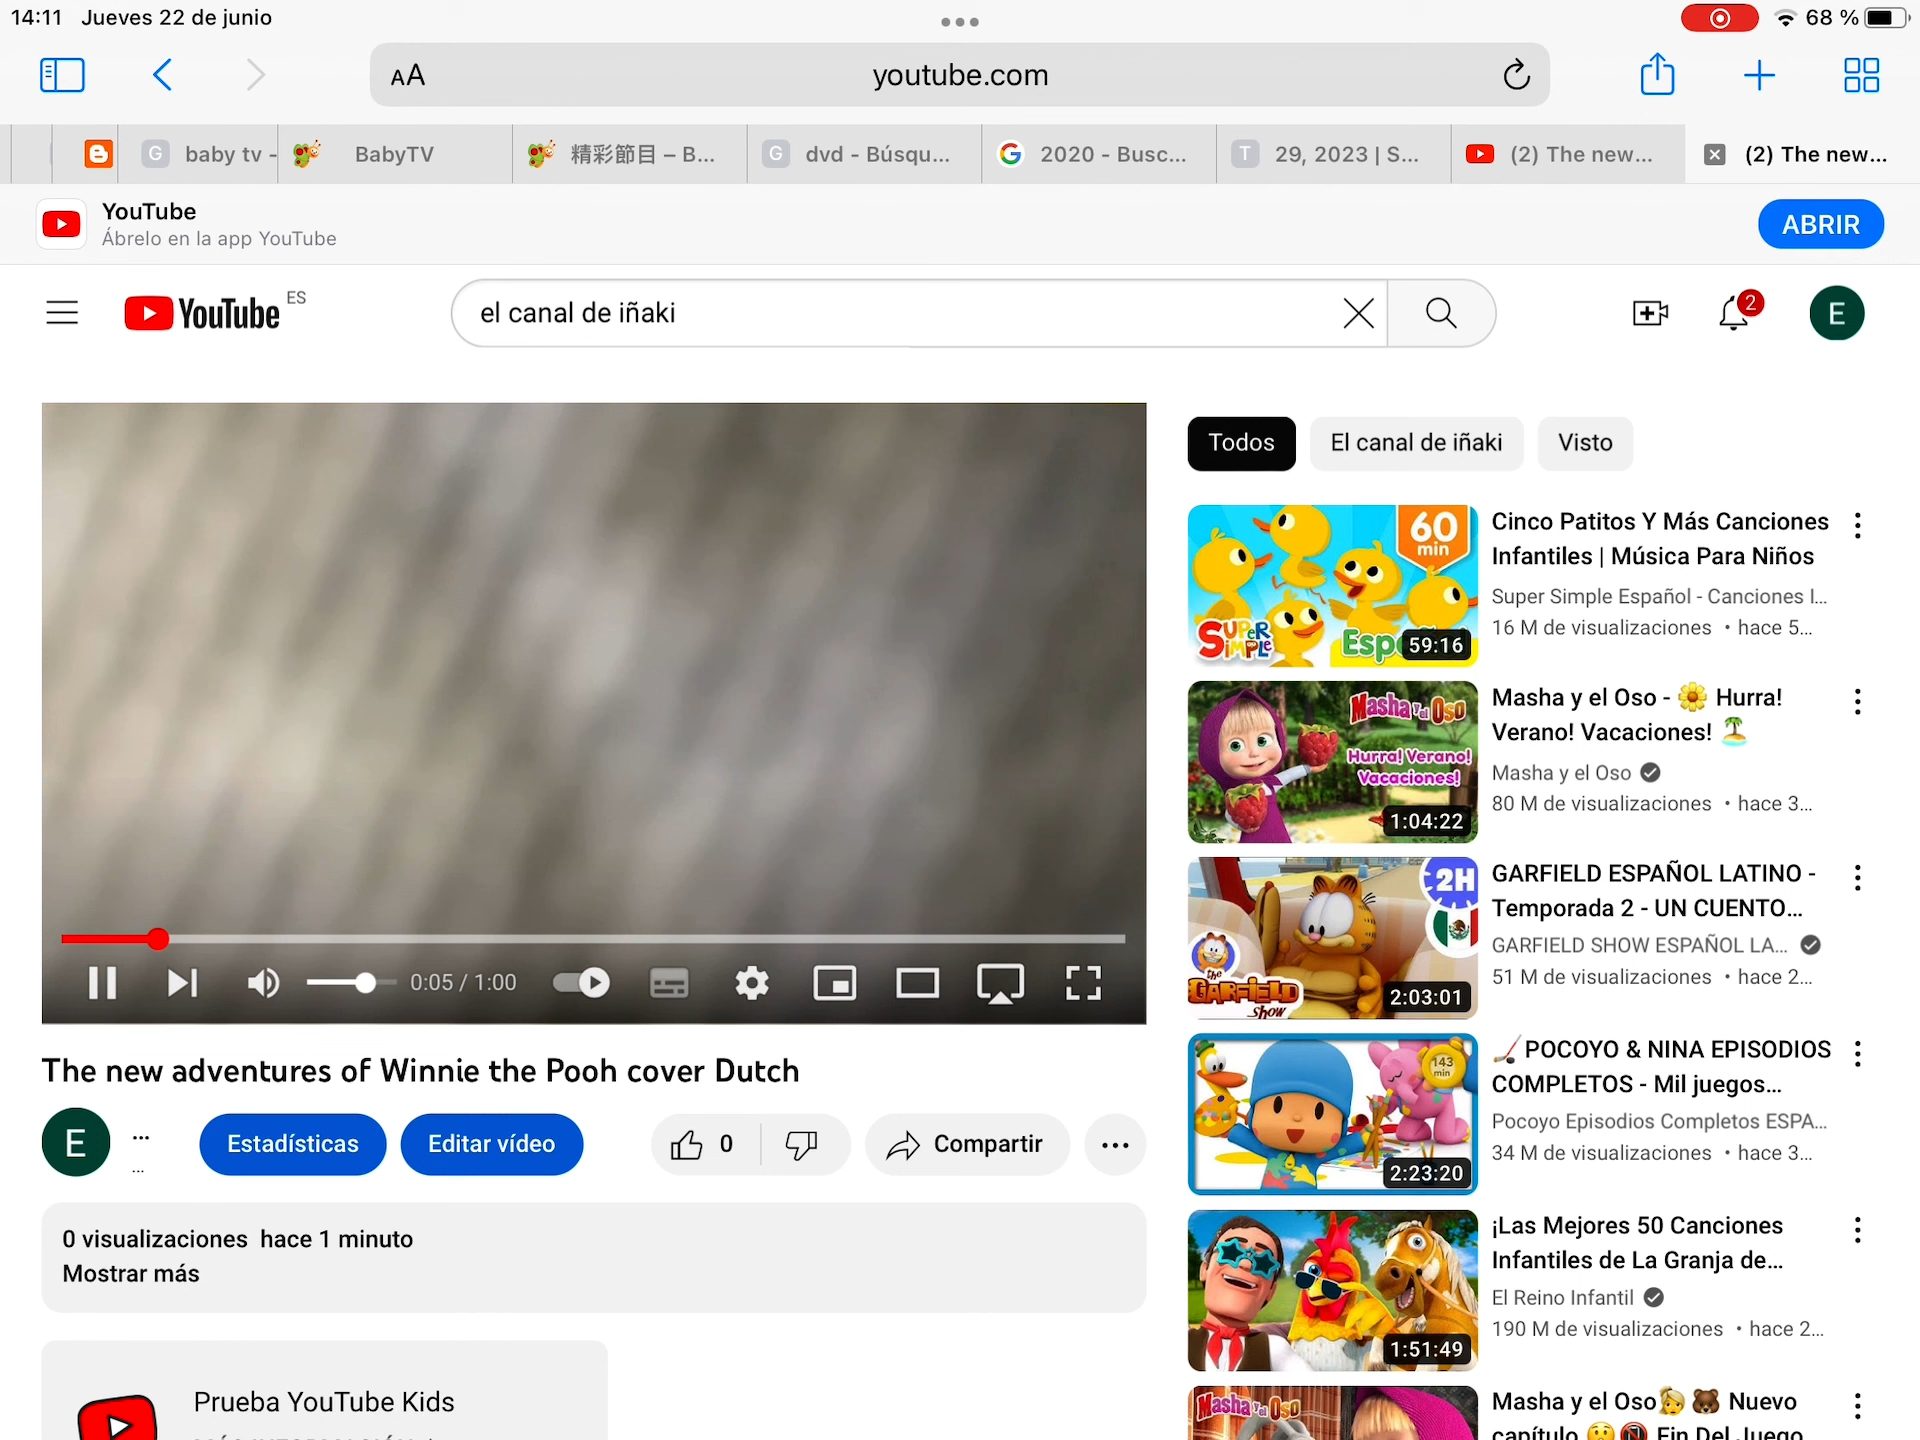 14:11 Jueves 22 de junio
68 %
AA youtube.com
baby tv -
BabyTV
精彩節目 – B...
dvd - Búsqu...
2020 - Busc...
29, 2023 | S...
(2) The new...
(2) The new...
YouTube
Ábrelo en la app YouTube
ABRIR
YouTube ES
el canal de iñaki
2
E
Todos
El canal de iñaki
Visto
0:05 / 1:00
The new adventures of Winnie the Pooh cover Dutch
E
...
...
Estadísticas
Editar vídeo
0
Compartir
0 visualizaciones hace 1 minuto
Mostrar más
Prueba YouTube Kids
60
min
SUPER
SIMPLE
59:16
Cinco Patitos Y Más Canciones
Infantiles | Música Para Niños
Super Simple Español - Canciones I...
16 M de visualizaciones • hace 5...
Masha y el Oso
Hurra! Verano!
Vacaciones!
1:04:22
Masha y el Oso - 🌼 Hurra!
Verano! Vacaciones! 🏝️
Masha y el Oso
80 M de visualizaciones • hace 3...
2H
the
GARFIELD
show
2:03:01
GARFIELD ESPAÑOL LATINO -
Temporada 2 - UN CUENTO...
GARFIELD SHOW ESPAÑOL LA...
51 M de visualizaciones • hace 2...
143
min
2:23:20
🏒 POCOYO & NINA EPISODIOS
COMPLETOS - Mil juegos...
Pocoyo Episodios Completos ESPA...
34 M de visualizaciones • hace 3...
1:51:49
¡Las Mejores 50 Canciones
Infantiles de La Granja de...
El Reino Infantil
190 M de visualizaciones • hace 2...
Masha y el Oso
Masha y el Oso👱‍♀️🐻 Nuevo
capítulo 😲📵 Fin Del Juego